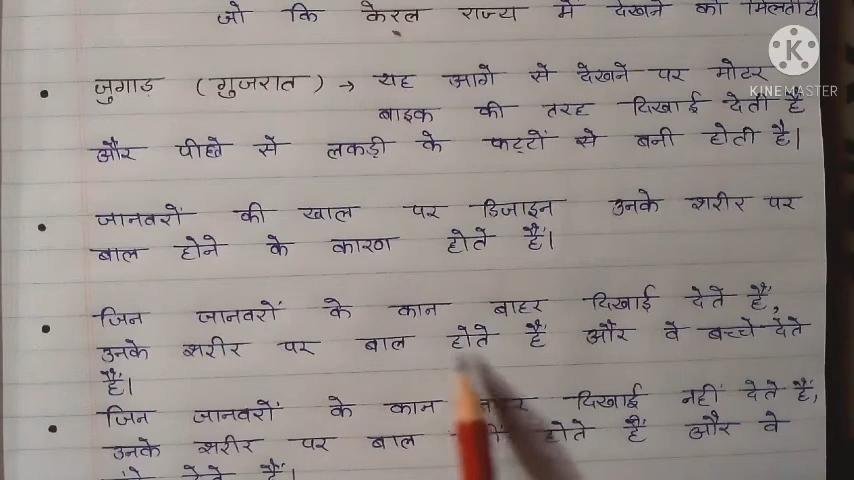 जो कि केरल राज्य में देखने को मिलती है
जुगाड़ (गुजरात) → यह आगे से देखने पर मोटर
बाइक की तरह दिखाई देती है
और पीछे से लकड़ी के फट्टों से बनी होती है।
जानवरों की खाल पर डिजाइन उनके शरीर पर
बाल होने के कारण होते हैं।
जिन जानवरों के कान बाहर दिखाई देते हैं,
उनके शरीर पर बाल होते हैं और वे बच्चे देते
हैं।
जिन जानवरों के कान दिखाई नहीं देते हैं,
उनके शरीर पर बाल होते हैं और वे
हैं।
K
KINEMASTER